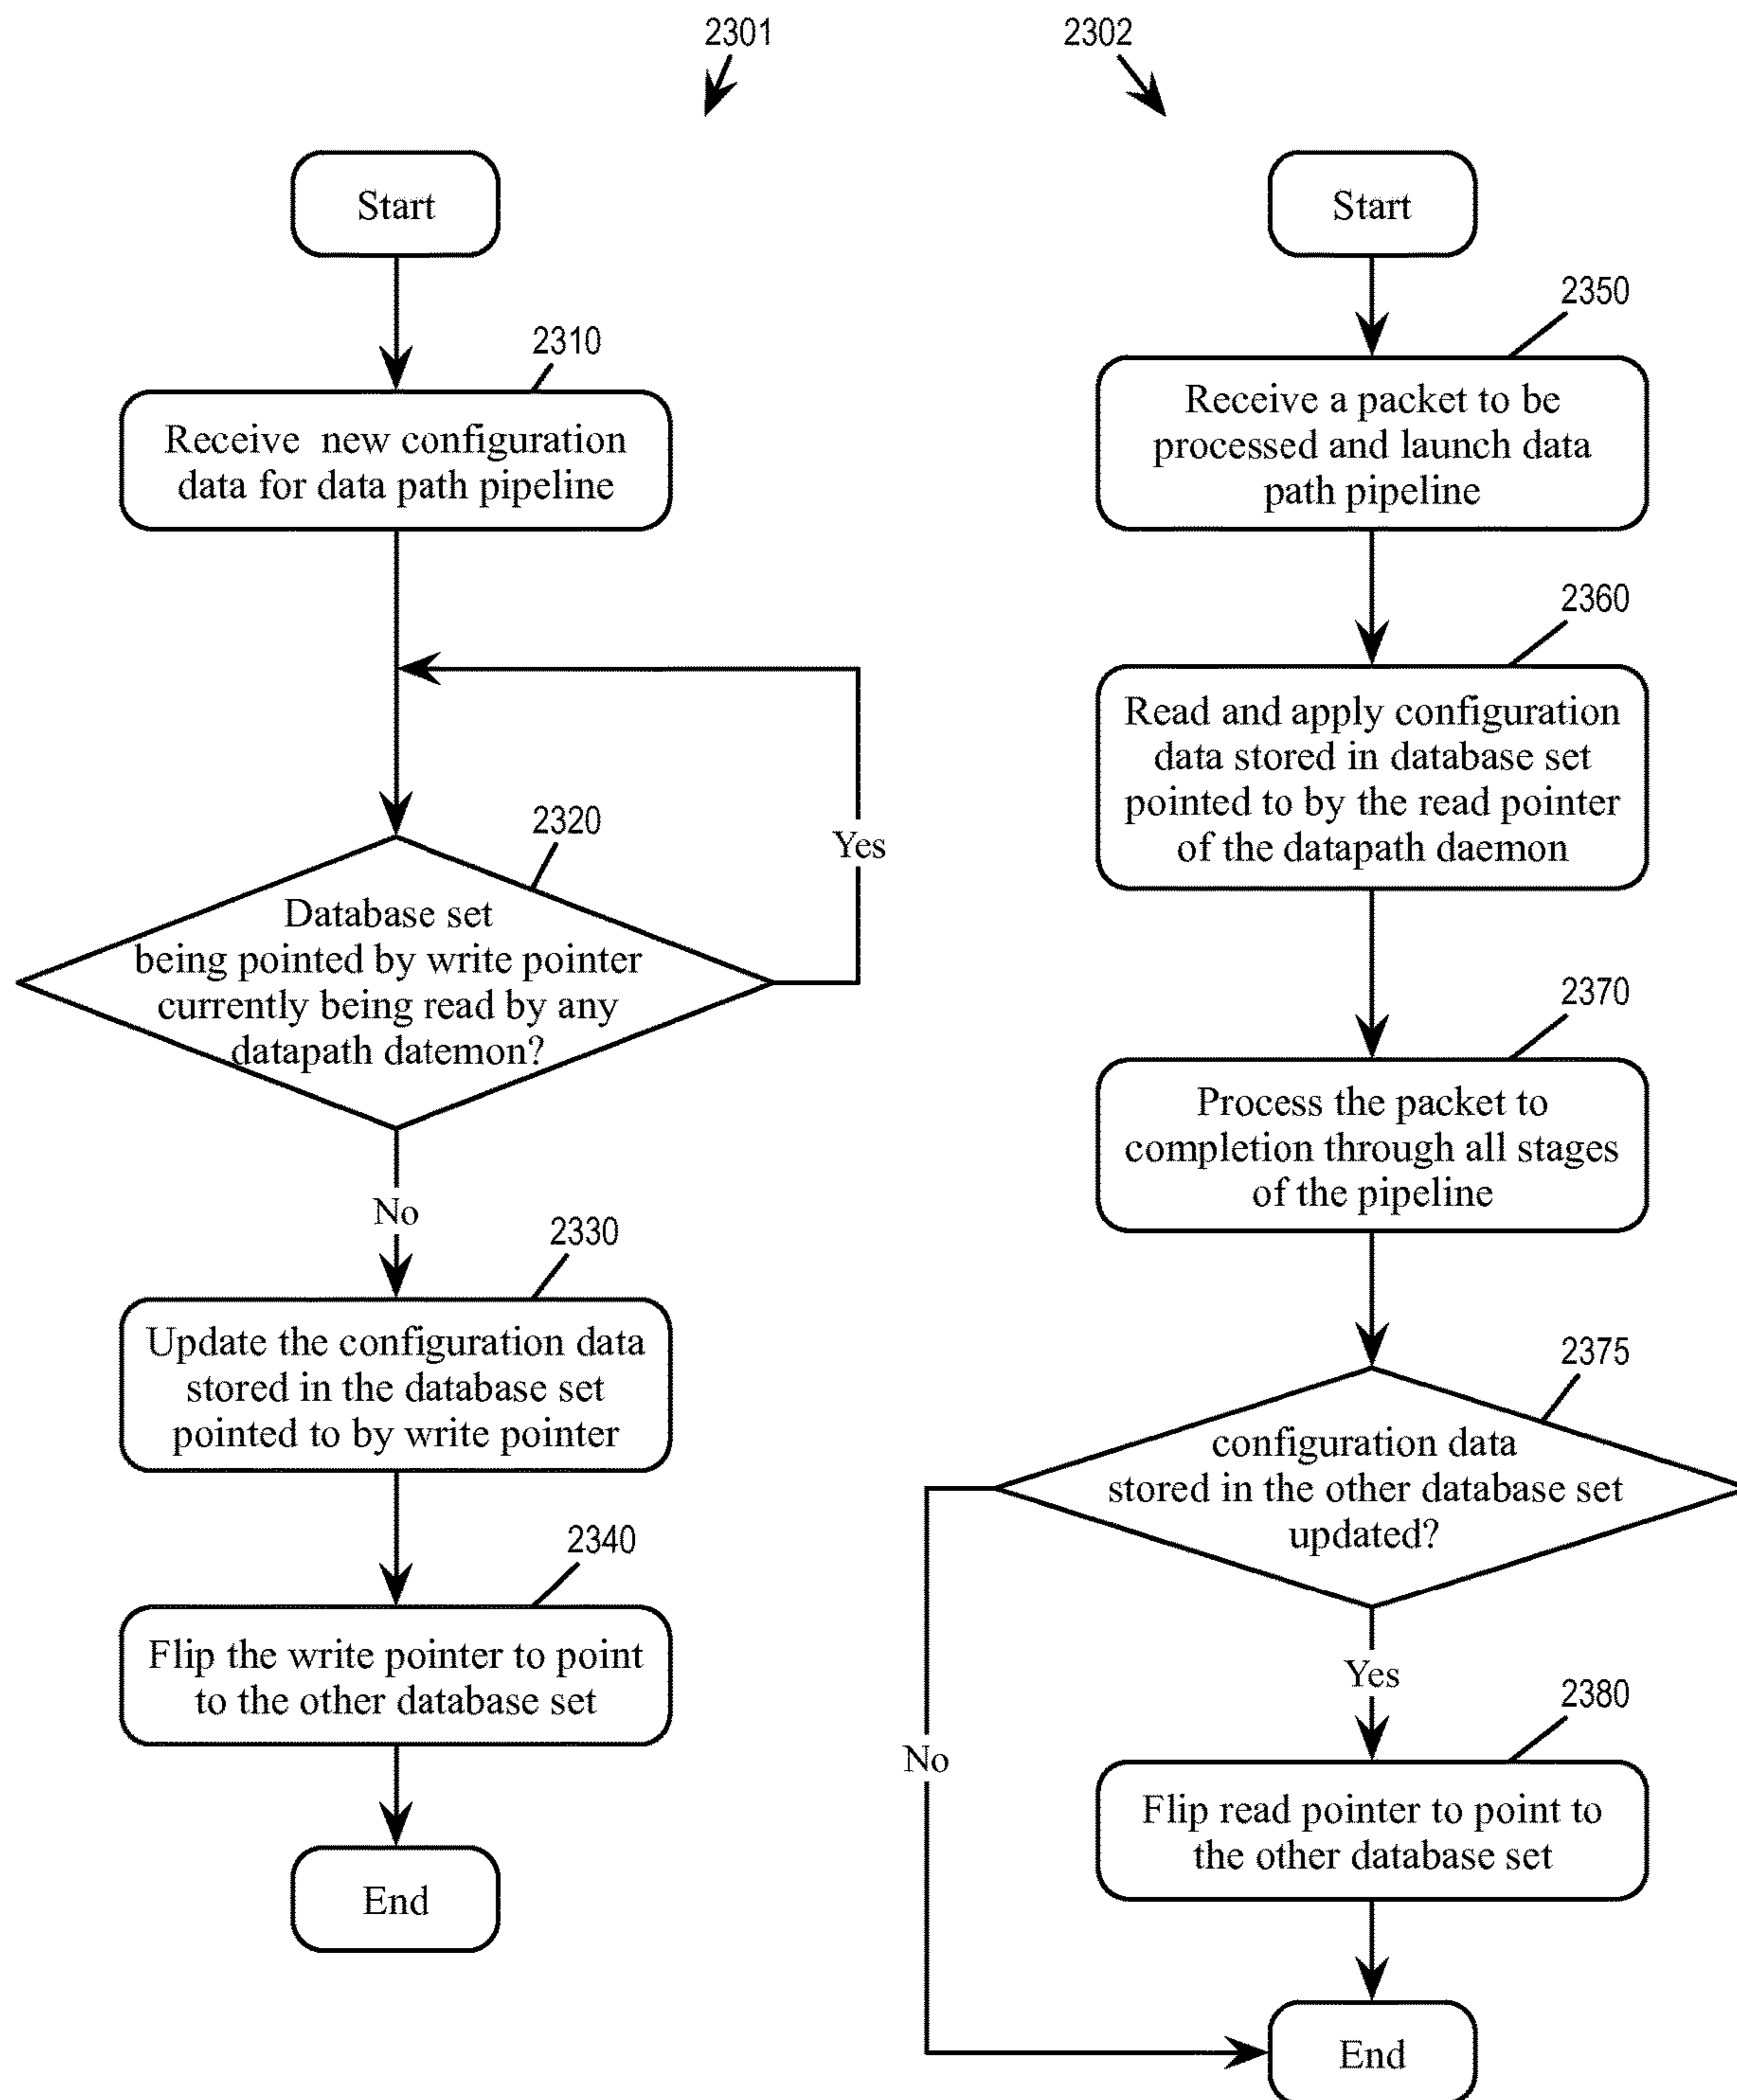 2301
2302
Start
2310
Receive new configuration
data for data path pipeline
2320
Database set
being pointed by write pointer
currently being read by any
datapath datemon?
Yes
No
2330
Update the configuration data
stored in the database set
pointed to by write pointer
2340
Flip the write pointer to point
to the other database set
End
Start
2350
Receive a packet to be
processed and launch data
path pipeline
2360
Read and apply configuration
data stored in database set
pointed to by the read pointer
of the datapath daemon
2370
Process the packet to
completion through all stages
of the pipeline
2375
configuration data
stored in the other database set
updated?
Yes
No
2380
Flip read pointer to point to
the other database set
End